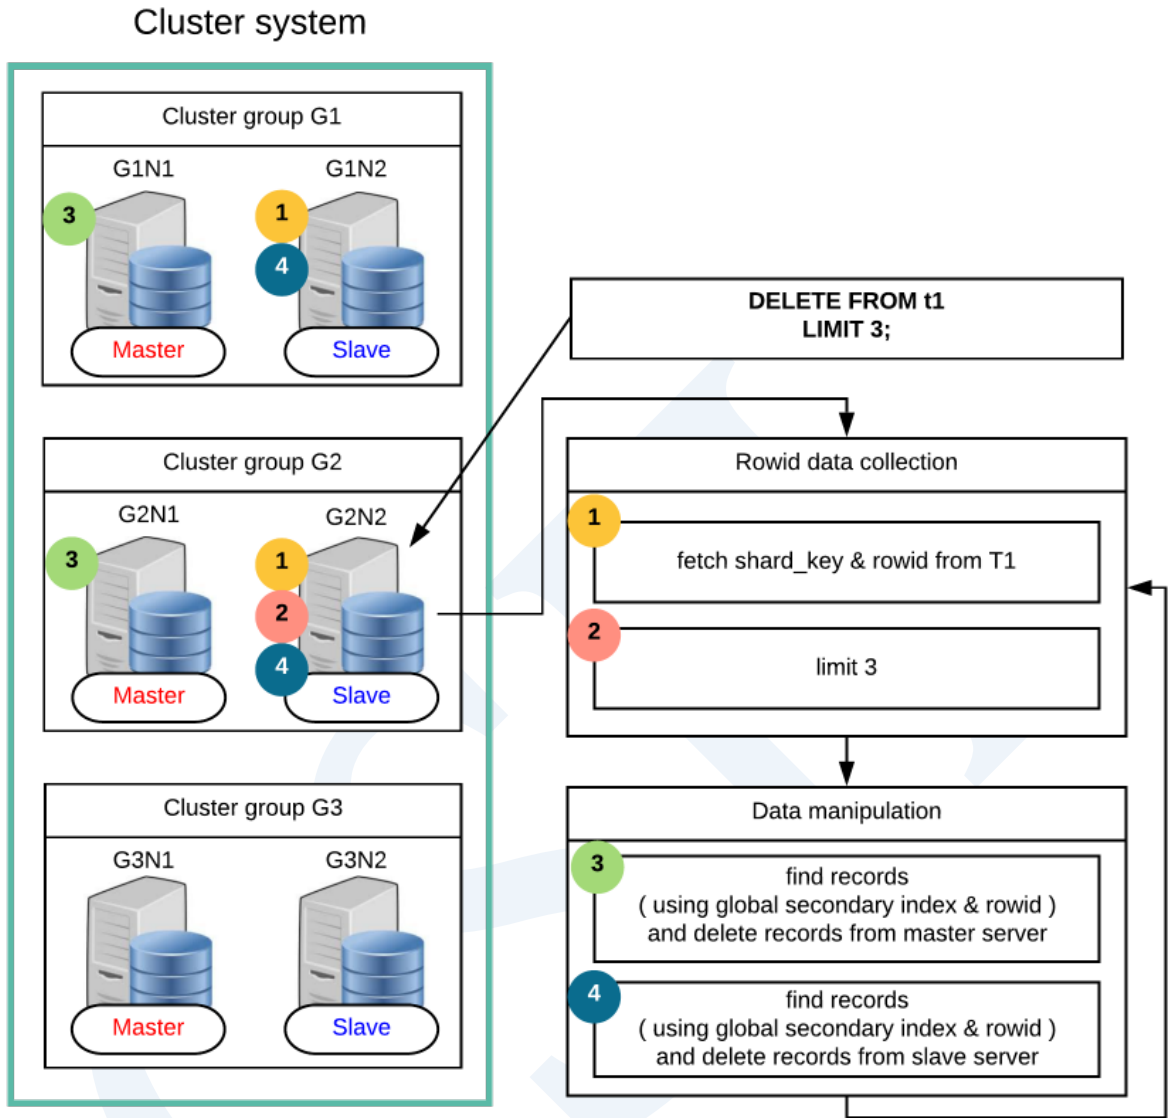 Cluster system
Cluster group G1
G1N1
G1N2
3
1
4
Master
Slave
Cluster group G2
G2N1
G2N2
3
1
2
4
Master
Slave
Cluster group G3
G3N1
G3N2
Master
Slave
DELETE FROM t1
LIMIT 3;
Rowid data collection
1
fetch shard_key & rowid from T1
2
limit 3
Data manipulation
3
find records
( using global secondary index & rowid )
and delete records from master server
4
find records
( using global secondary index & rowid )
and delete records from slave server